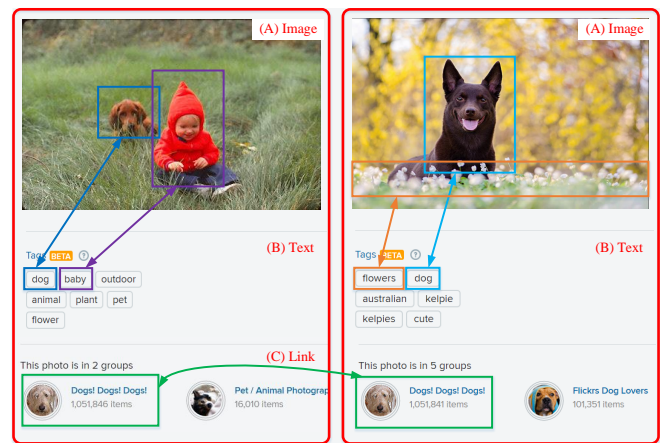 (A) Image
Tags BETA ?
(B) Text
dog baby outdoor
animal plant pet
flower
This photo is in 2 groups
(C) Link
Dogs! Dogs! Dogs!
1,051,846 items
Pet / Animal Photograp
16,010 items
(A) Image
Tags BETA ?
(B) Text
flowers dog
australian kelpie
kelpies cute
This photo is in 5 groups
Dogs! Dogs! Dogs!
1,051,841 items
Flickrs Dog Lovers
101,351 items